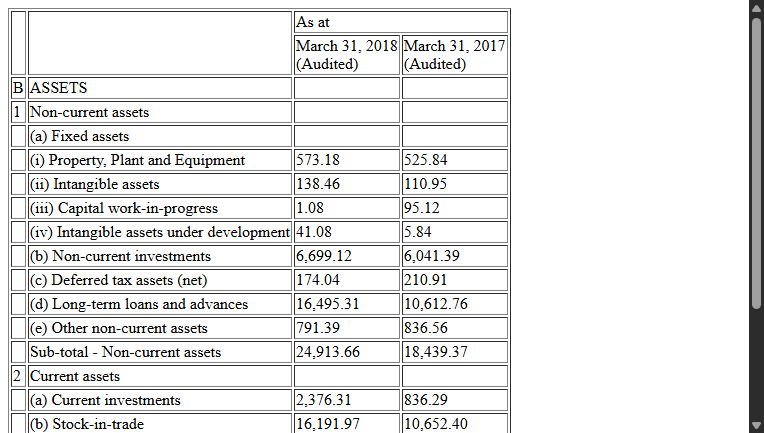 As at
March 31, 2018 March 31, 2017
(Audited) (Audited)
B ASSETS
1 Non-current assets
(a) Fixed assets
(i) Property, Plant and Equipment 573.18 525.84
(ii) Intangible assets 138.46 110.95
(iii) Capital work-in-progress 1.08 95.12
(iv) Intangible assets under development 41.08 5.84
(b) Non-current investments 6,699.12 6,041.39
(c) Deferred tax assets (net) 174.04 210.91
(d) Long-term loans and advances 16,495.31 10,612.76
(e) Other non-current assets 791.39 836.56
Sub-total - Non-current assets 24,913.66 18,439.37
2 Current assets
(a) Current investments 2,376.31 836.29
(b) Stock-in-trade 16,191.97 10,652.40